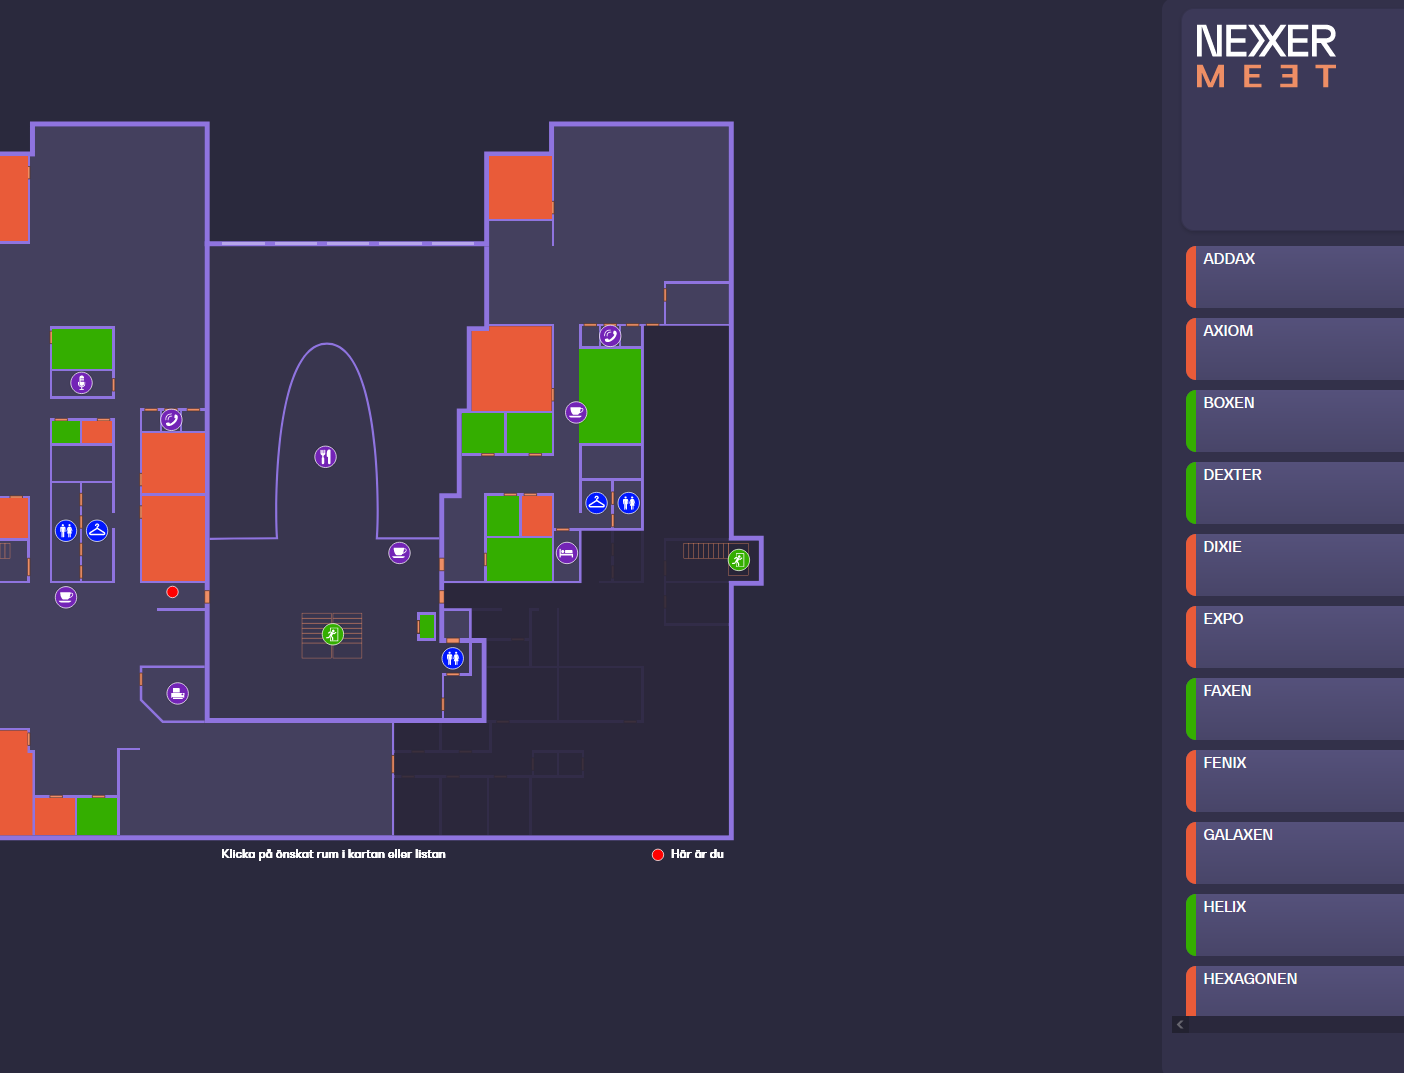 NEXER
MEET
ADDAX
AXIOM
BOXEN
DEXTER
DIXIE
EXPO
FAXEN
FENIX
GALAXEN
HELIX
HEXAGONEN
Klicka på önskat rum i kartan eller listan
Här är du